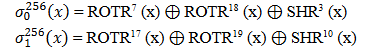 σ₀²⁵⁶(x) = ROTR⁷ (x) ⊕ ROTR¹⁸ (x) ⊕ SHR³ (x)
σ₁²⁵⁶(x) = ROTR¹⁷ (x) ⊕ ROTR¹⁹ (x) ⊕ SHR¹⁰ (x)